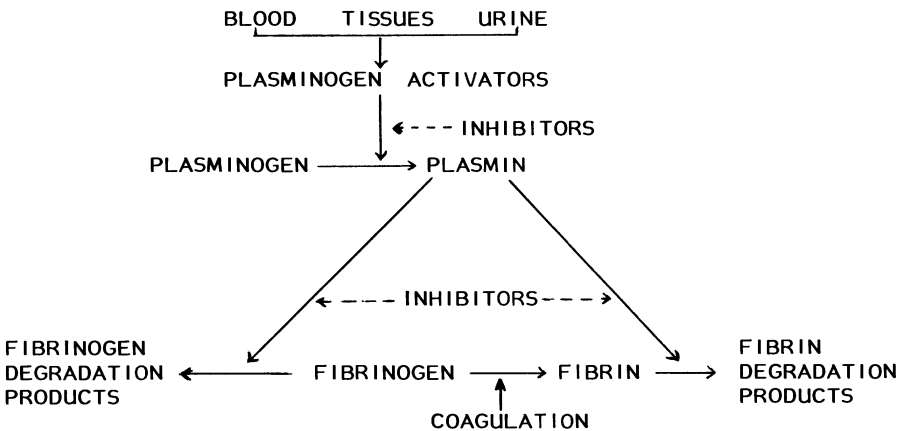 BLOOD TISSUES URINE
PLASMINOGEN ACTIVATORS
INHIBITORS
PLASMINOGEN PLASMIN
INHIBITORS
FIBRINOGEN
DEGRADATION
PRODUCTS
FIBRINOGEN FIBRIN
FIBRIN
DEGRADATION
PRODUCTS
COAGULATION